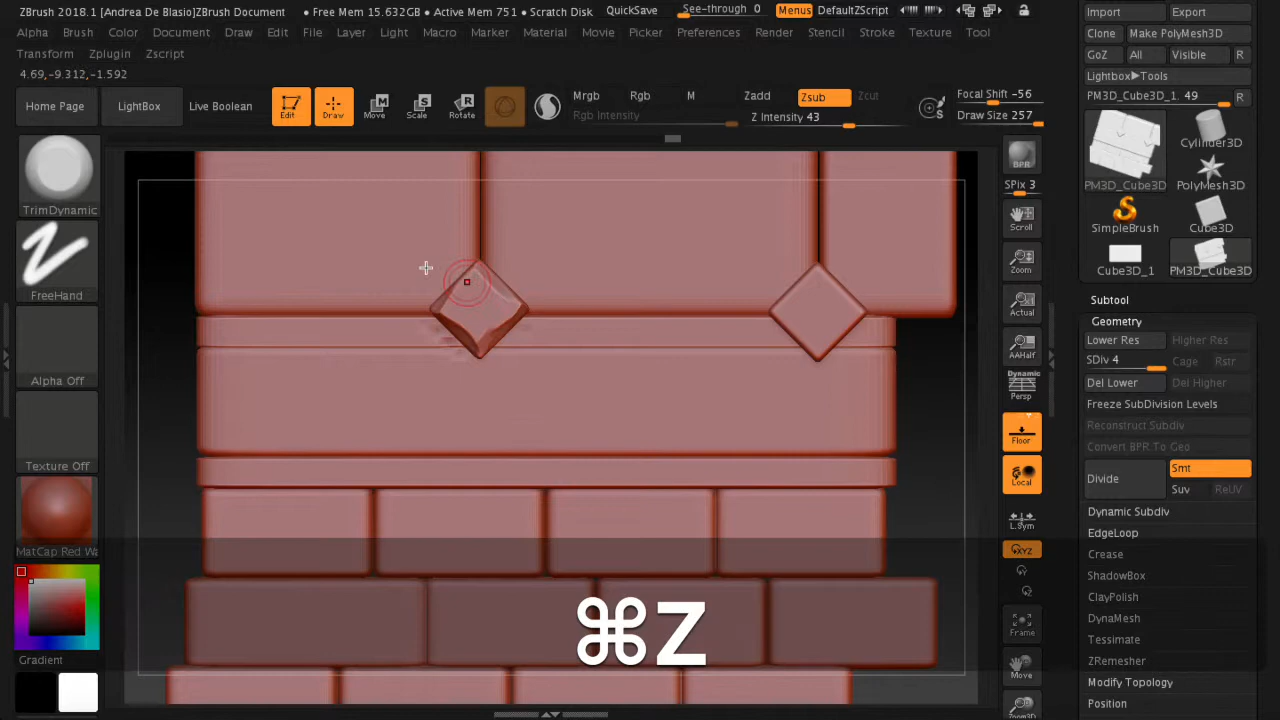 ZBrush 2018.1 [Andrea De Blasio]ZBrush Document
• Free Mem 15.632GB • Active Mem 751 • Scratch Disk
QuickSave
See-through 0
Menus
DefaultZScript
Alpha Brush Color Document Draw Edit File Layer Light Macro Marker Material Movie Picker Preferences Render Stencil Stroke Texture Tool
Transform Zplugin Zscript
4.69,-9.312,-1.592
Home Page
LightBox
Live Boolean
Edit
Draw
Move
Scale
Rotate
Mrgb Rgb M
Rgb Intensity
Zadd Zsub Zcut
Z Intensity 43
Focal Shift -56
Draw Size 257
TrimDynamic
FreeHand
Alpha Off
Texture Off
MatCap Red Wa
Gradient
⌘Z
BPR
SPix 3
Scroll
Zoom
Actual
AAHalf
Dynamic
Persp
Floor
Local
L.Sym
XYZ
Frame
Move
Zoom3D
Import Export
Clone Make PolyMesh3D
GoZ All Visible R
Lightbox▶Tools
PM3D_Cube3D_1. 49 R
PM3D_Cube3D
Cylinder3D
PolyMesh3D
SimpleBrush
Cube3D
Cube3D_1
PM3D_Cube3D
Subtool
Geometry
Lower Res Higher Res
SDiv 4 Cage Rstr
Del Lower Del Higher
Freeze SubDivision Levels
Reconstruct Subdiv
Convert BPR To Geo
Divide
Smt
Suv ReUV
Dynamic Subdiv
EdgeLoop
Crease
ShadowBox
ClayPolish
DynaMesh
Tessimate
ZRemesher
Modify Topology
Position